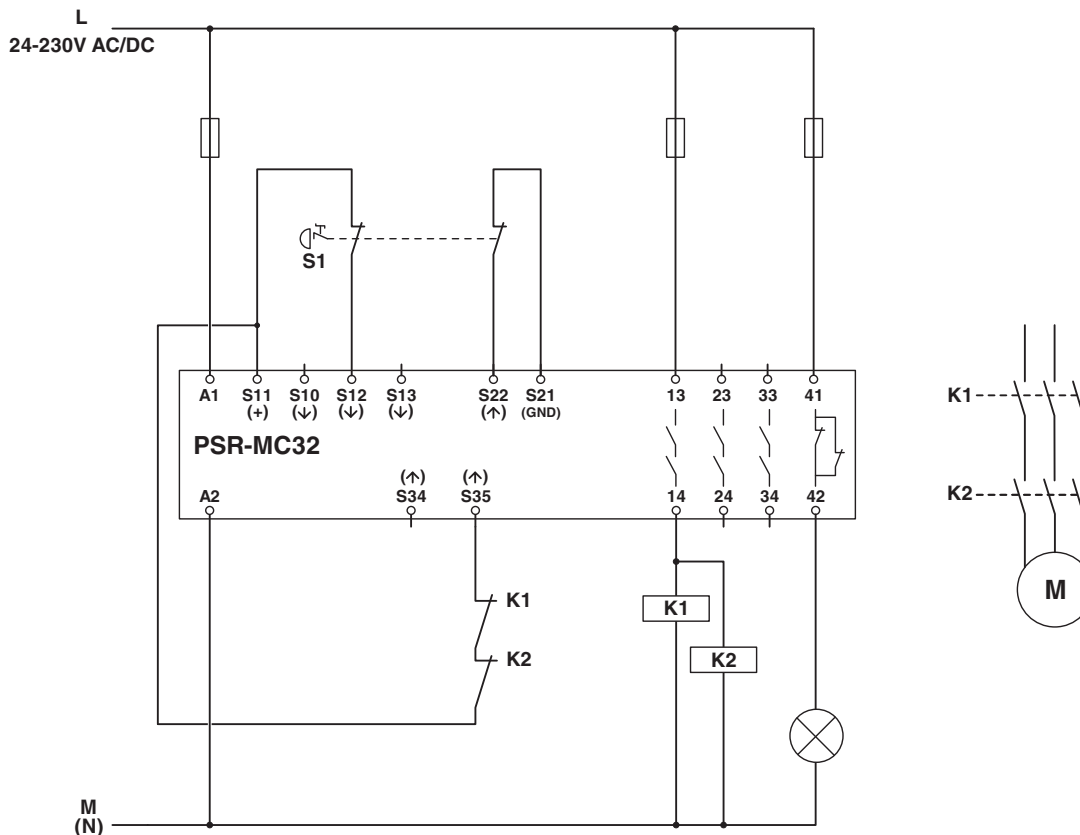 L
24-230V AC/DC
S1
A1 S11 S10 S12 S13 S22 S21 13 23 33 41
(+) (↓) (↓) (↓) (↑) (GND)
PSR-MC32
(↑) (↑)
A2 S34 S35 14 24 34 42
K1
K2
K1
K2
K1
K2
M
M
(N)